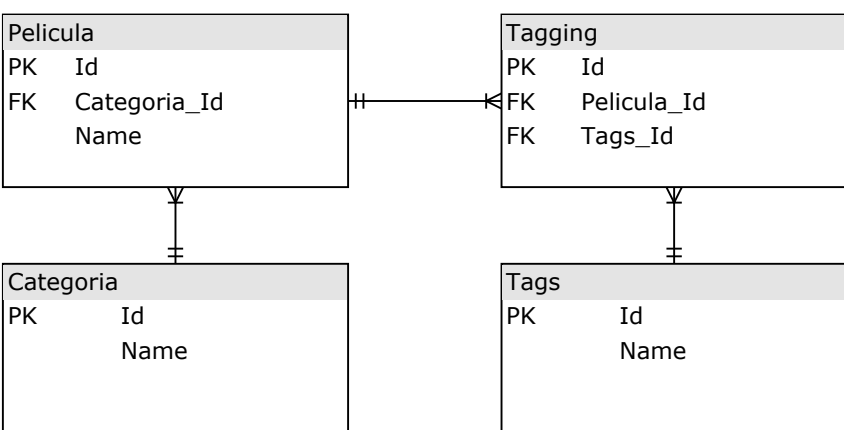 Pelicula
PK Id
FK Categoria_Id
Name
Tagging
PK Id
FK Pelicula_Id
FK Tags_Id
Categoria
PK Id
Name
Tags
PK Id
Name